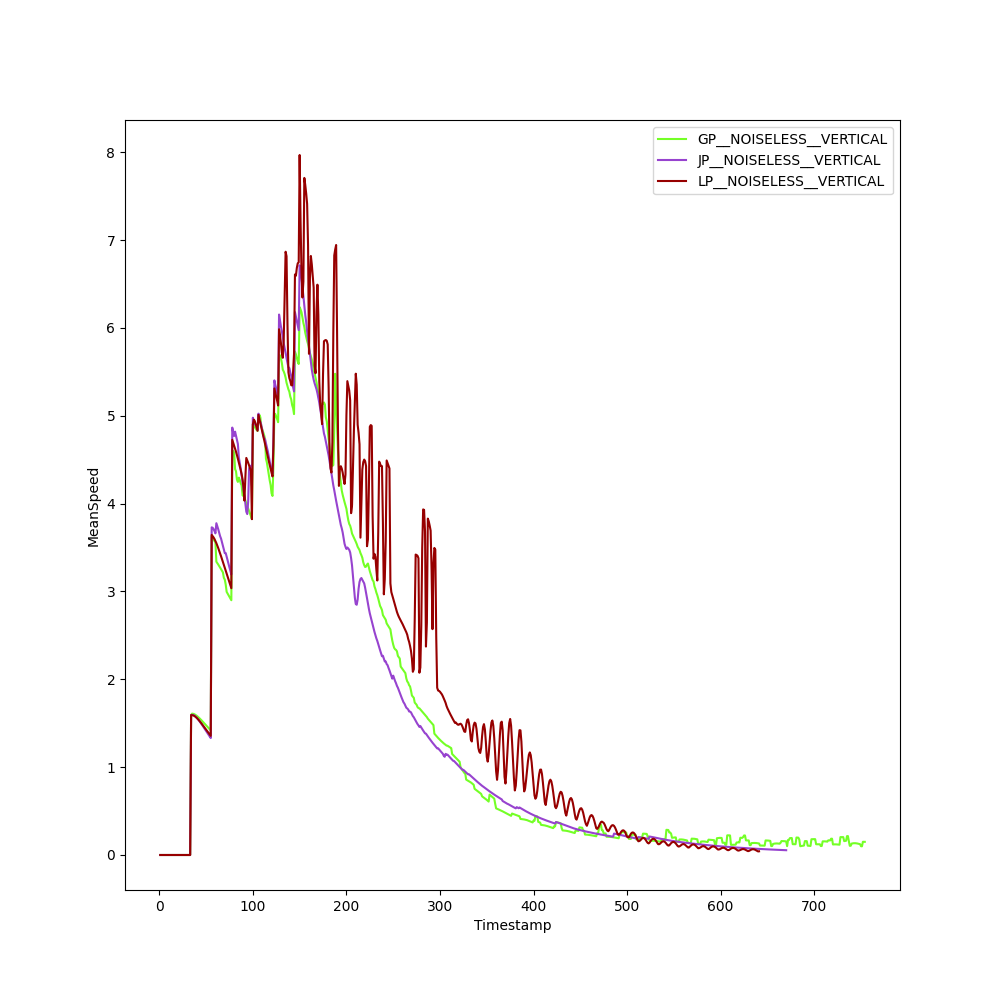 GP__NOISELESS__VERTICAL
JP__NOISELESS__VERTICAL
LP__NOISELESS__VERTICAL
8
7
6
5
4
3
2
1
0
MeanSpeed
0 100 200 300 400 500 600 700
Timestamp